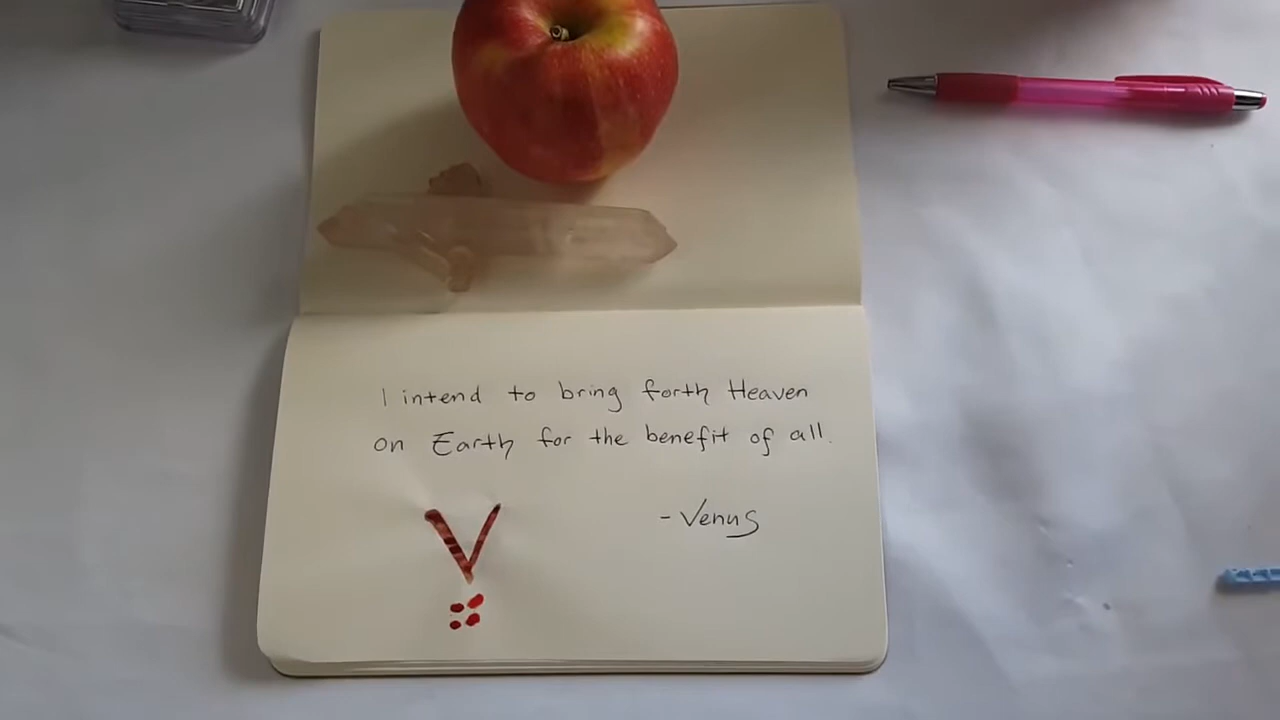 I intend to bring forth Heaven
on Earth for the benefit of all.
- Venus
V